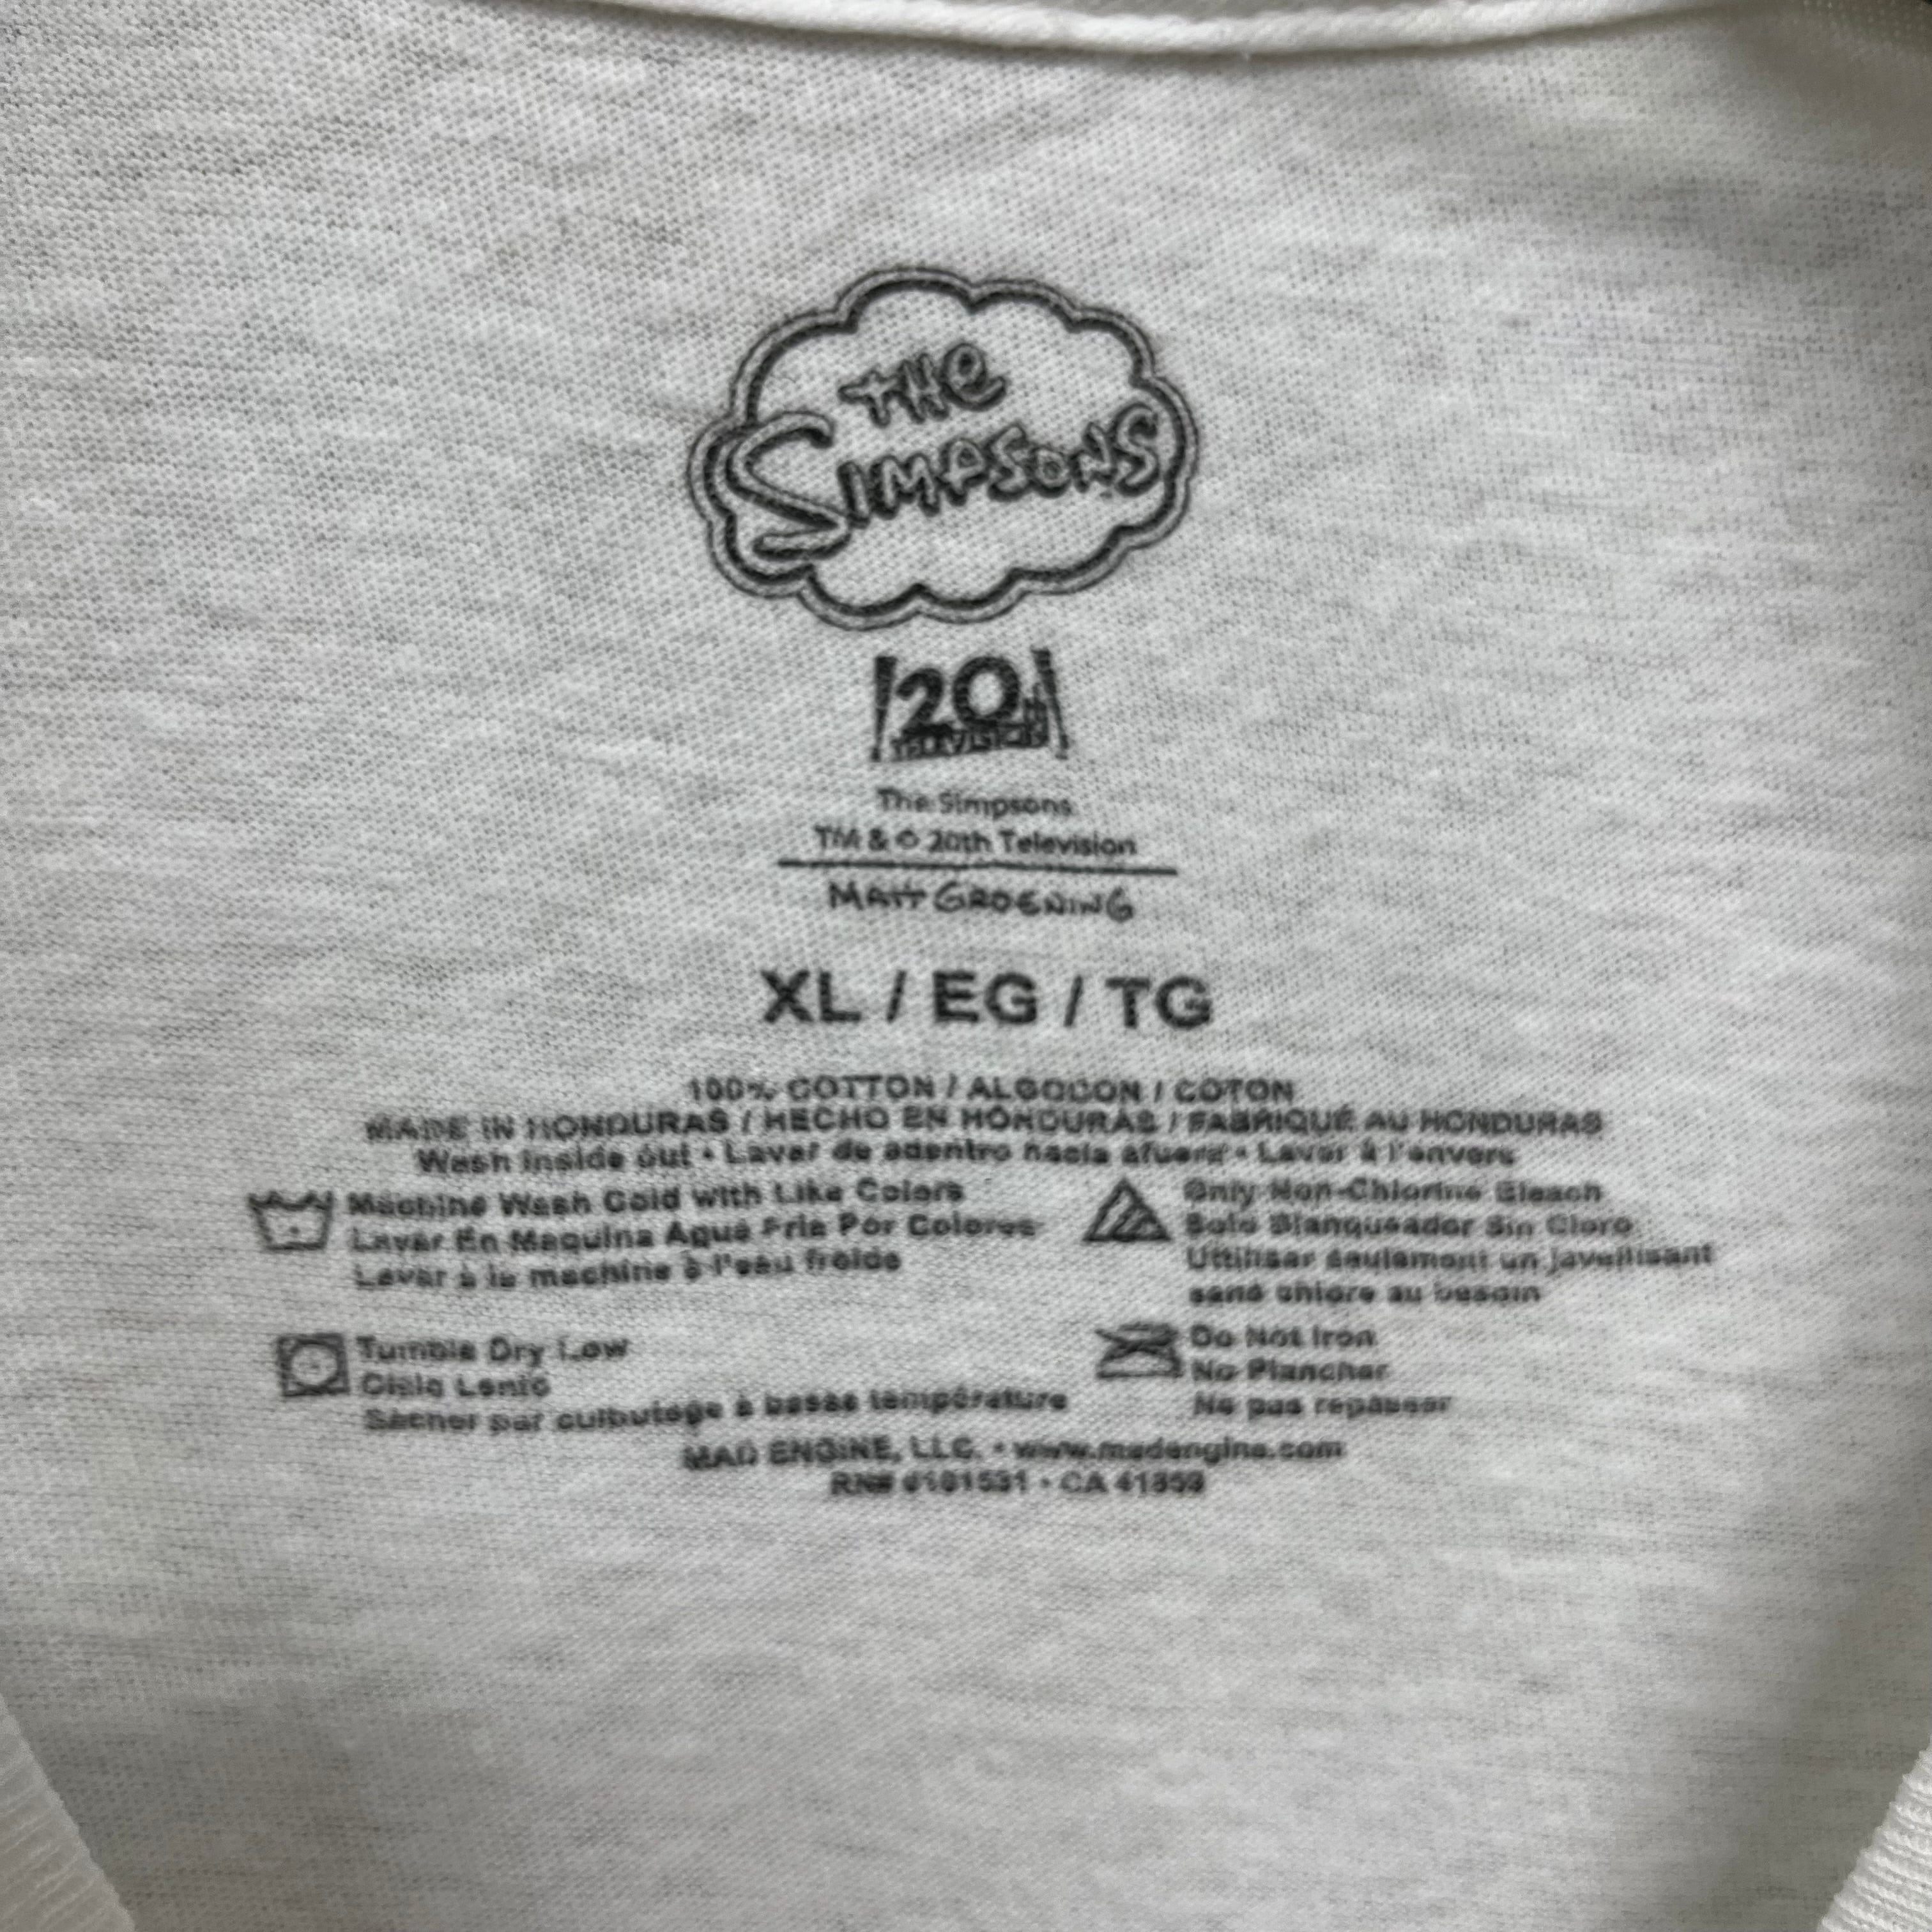 THE
SIMPSONS
20
TELEVISION
The Simpsons
TM & © 20th Television
MATT GROENING
XL / EG / TG
100% COTTON / ALGODON / COTON
MADE IN HONDURAS / HECHO EN HONDURAS / FABRIQUÉ AU HONDURAS
Wash inside out • Lavar de adentro hacia afuera • Laver à l'envers
Machine Wash Cold with Like Colors
Lavar En Maquina Agua Fria Por Colores
Laver à la machine à l'eau froide
Tumble Dry Low
Ciclo Lento
Sécher par culbutage à basse température
Only Non-Chlorine Bleach
Solo Blanqueador Sin Cloro
Uttiliser seulement un javellisant
sans chlore au besoin
Do Not Iron
No Planchar
Ne pas repasser
MAD ENGINE, LLC. • www.madengine.com
RN# • CA